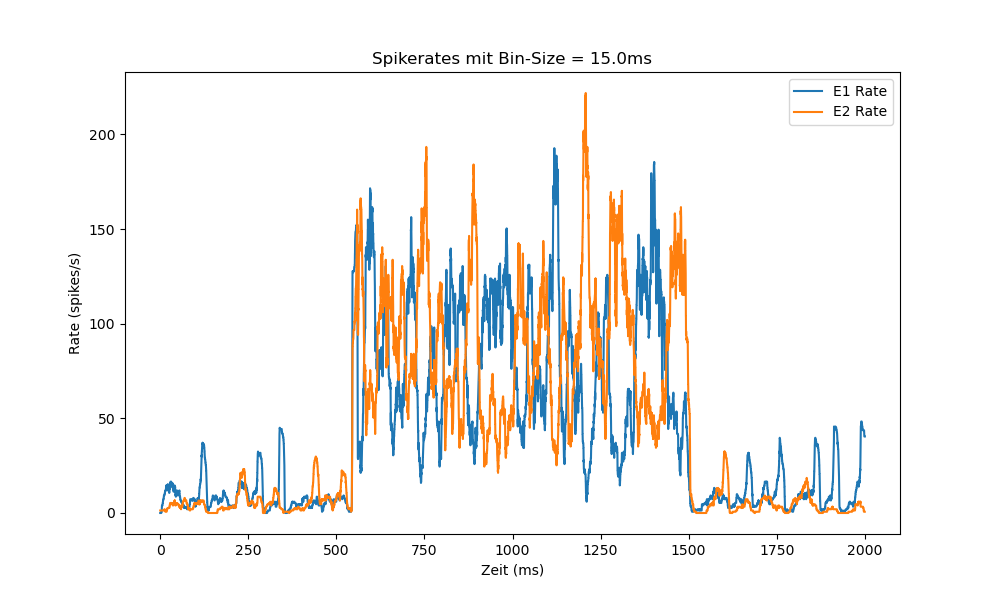 Spikerates mit Bin-Size = 15.0ms
E1 Rate
E2 Rate
Rate (spikes/s)
200
150
100
50
0
0 250 500 750 1000 1250 1500 1750 2000
Zeit (ms)